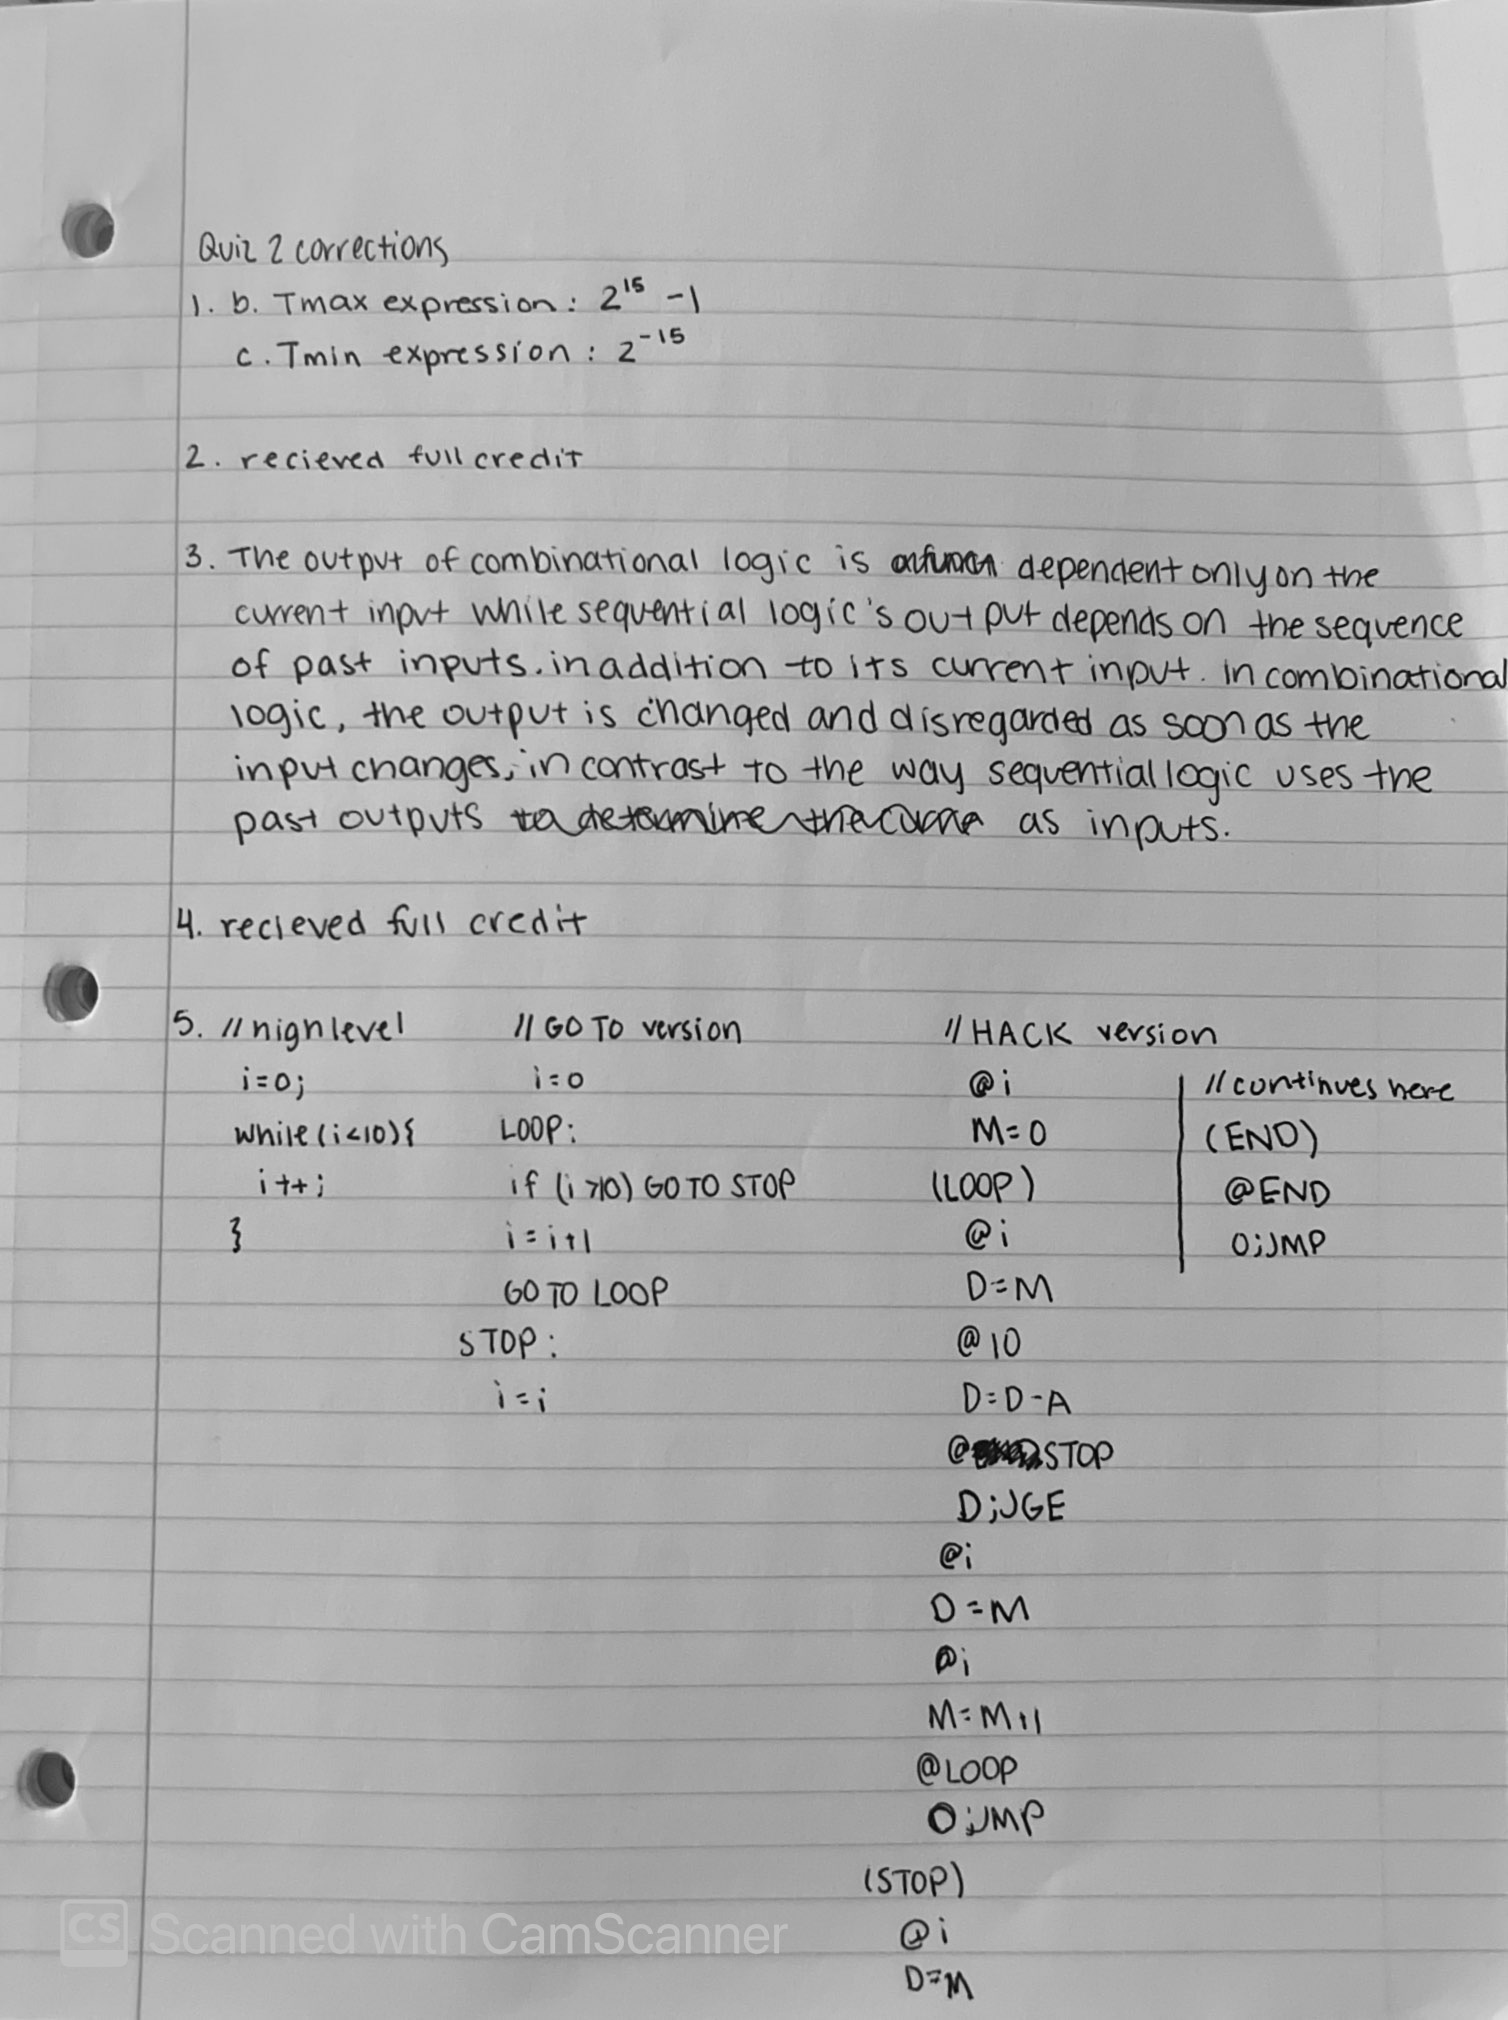 Quiz 2 corrections
1. b. Tmax expression: 2^15 -1
c. Tmin expression: 2^-15
2. recieved full credit
3. The output of combinational logic is dependent only on the
current input while sequential logic's output depends on the sequence
of past inputs. in addition to its current input. In combinational
logic, the output is changed and disregarded as soon as the
input changes, in contrast to the way sequential logic uses the
past outputs as inputs.
4. recieved full credit
5. // high level
i=0;
while (i<10) {
i++;
}
// GO TO version
i=0
LOOP:
if (i >10) GO TO STOP
i=i+1
GO TO LOOP
STOP:
i=i
// HACK version
@i
M=0
(LOOP)
@i
D=M
@10
D=D-A
@STOP
D;JGE
@i
D=M
@i
M=M+1
@LOOP
0;JMP
(STOP)
@i
D=M
// continues here
(END)
@END
0;JMP
CS Scanned with CamScanner